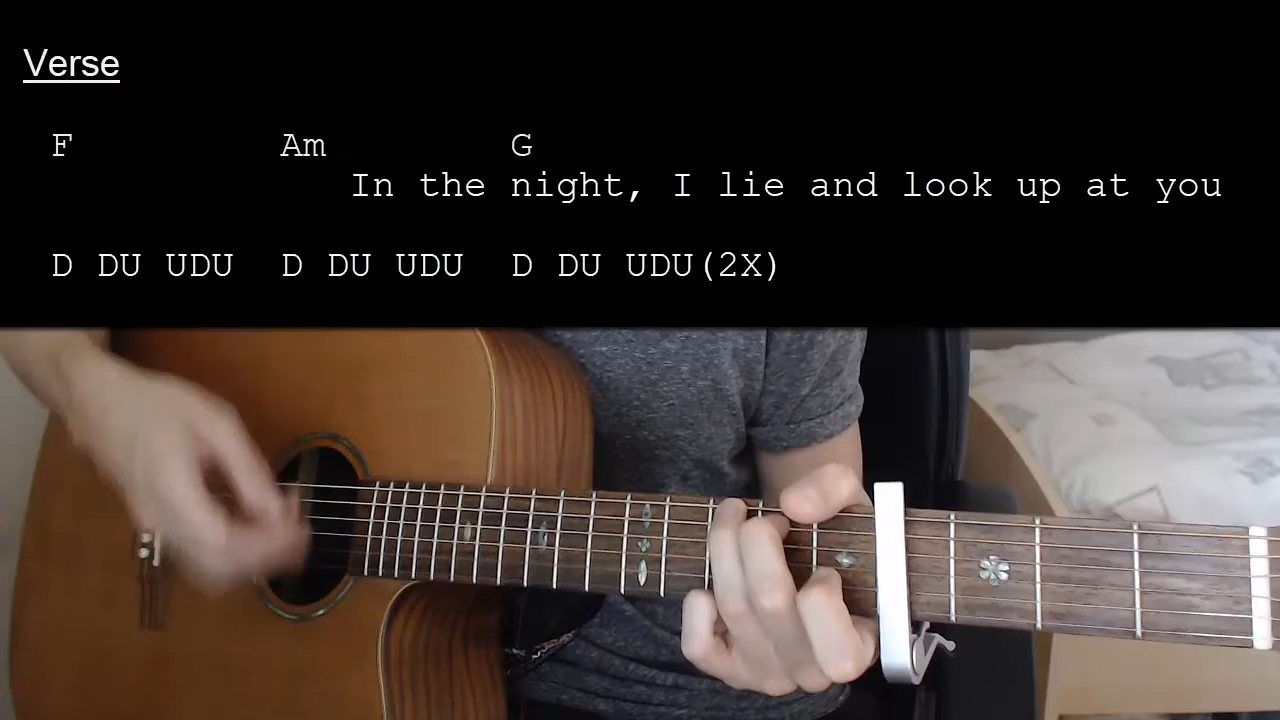 Verse
F Am G
In the night, I lie and look up at you
D DU UDU D DU UDU D DU UDU(2X)